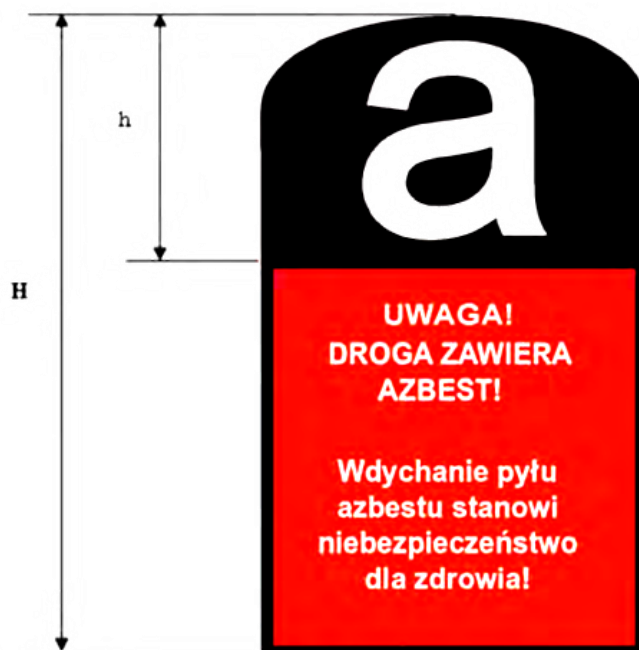 h
H
a
UWAGA!
DROGA ZAWIERA
AZBEST!
Wdychanie pyłu
azbestu stanowi
niebezpieczeństwo
dla zdrowia!